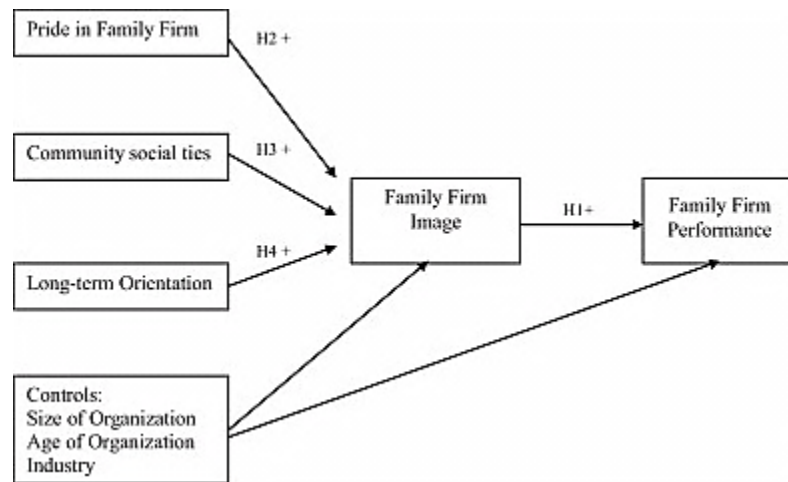 Pride in Family Firm
H2 +
Community social ties
H3 +
Family Firm
Image
H1+
Family Firm
Performance
H4 +
Long-term Orientation
Controls:
Size of Organization
Age of Organization
Industry